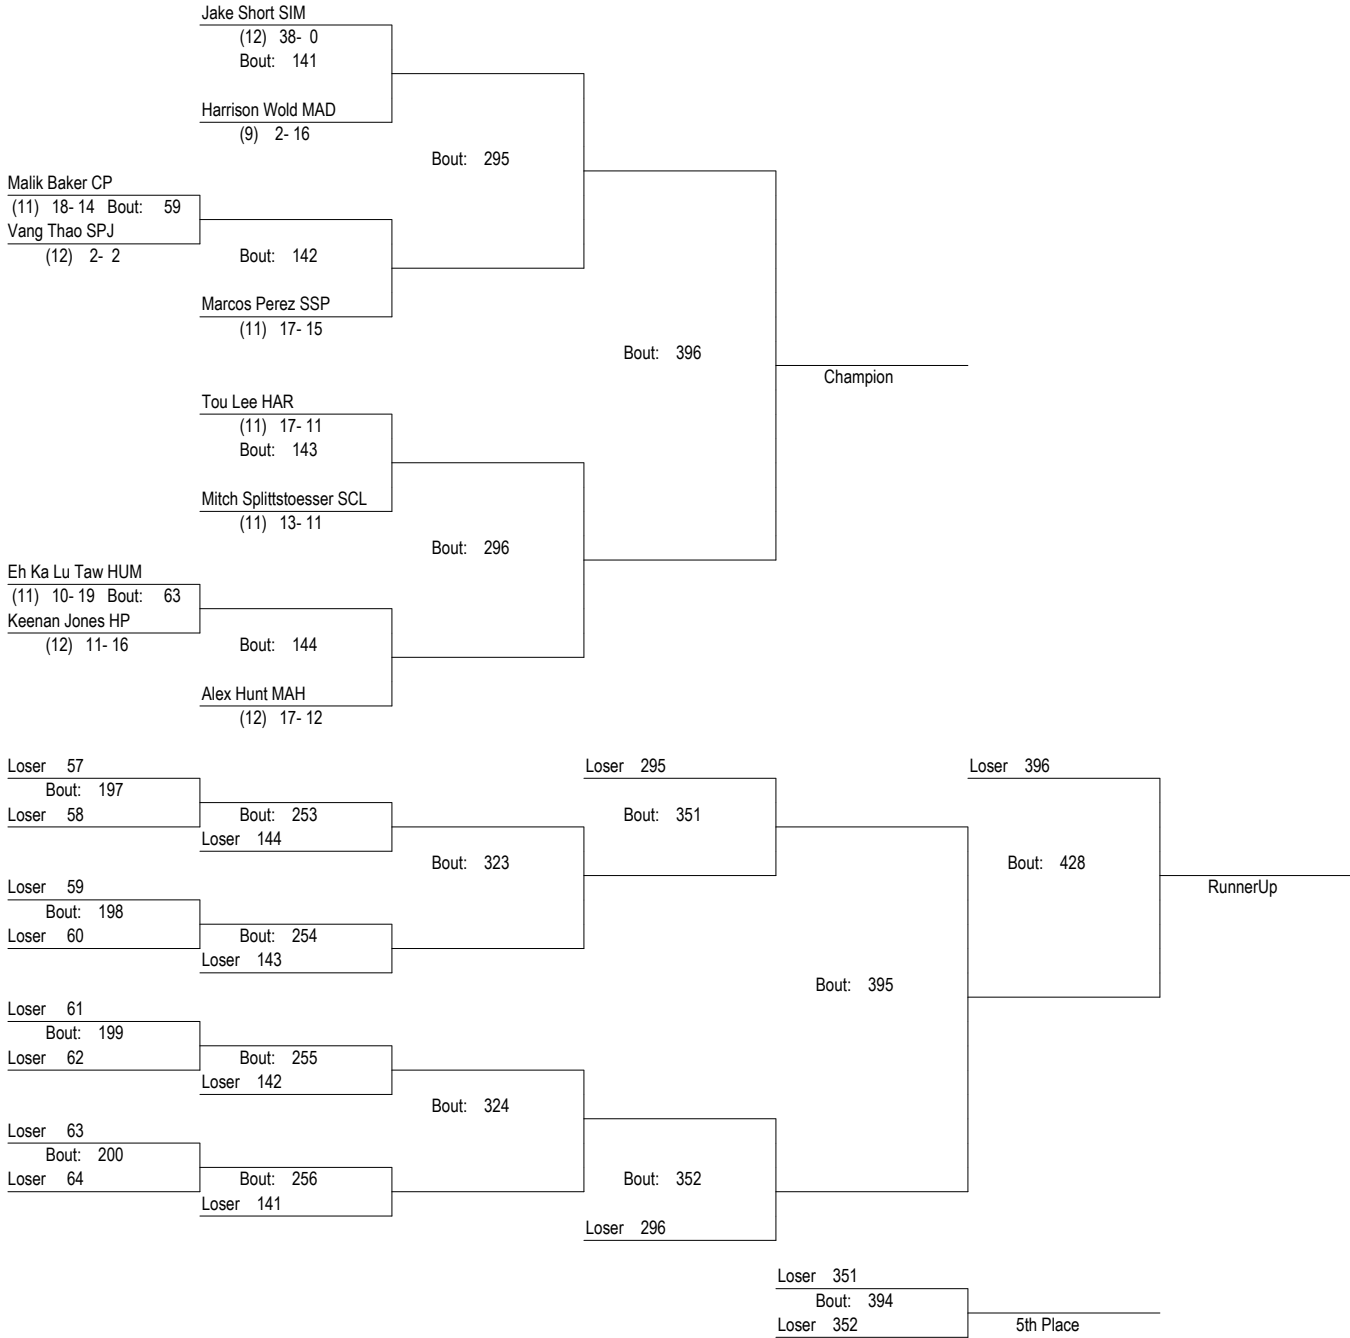 Jake Short SIM
(12) 38- 0
Bout: 141
Harrison Wold MAD
(9) 2- 16
Bout: 295
Malik Baker CP
(11) 18- 14 Bout: 59
Vang Thao SPJ
(12) 2- 2
Bout: 142
Marcos Perez SSP
(11) 17- 15
Bout: 396
Champion
Tou Lee HAR
(11) 17- 11
Bout: 143
Mitch Splittstoesser SCL
(11) 13- 11
Bout: 296
Eh Ka Lu Taw HUM
(11) 10- 19 Bout: 63
Keenan Jones HP
(12) 11- 16
Bout: 144
Alex Hunt MAH
(12) 17- 12
Loser 57
Bout: 197
Loser 58
Bout: 253
Loser 144
Bout: 323
Loser 295
Bout: 351
Loser 396
Bout: 428
RunnerUp
Loser 59
Bout: 198
Loser 60
Bout: 254
Loser 143
Bout: 395
Loser 61
Bout: 199
Loser 62
Bout: 255
Loser 142
Bout: 324
Loser 63
Bout: 200
Loser 64
Bout: 256
Loser 141
Bout: 352
Loser 296
Loser 351
Bout: 394
Loser 352
5th Place